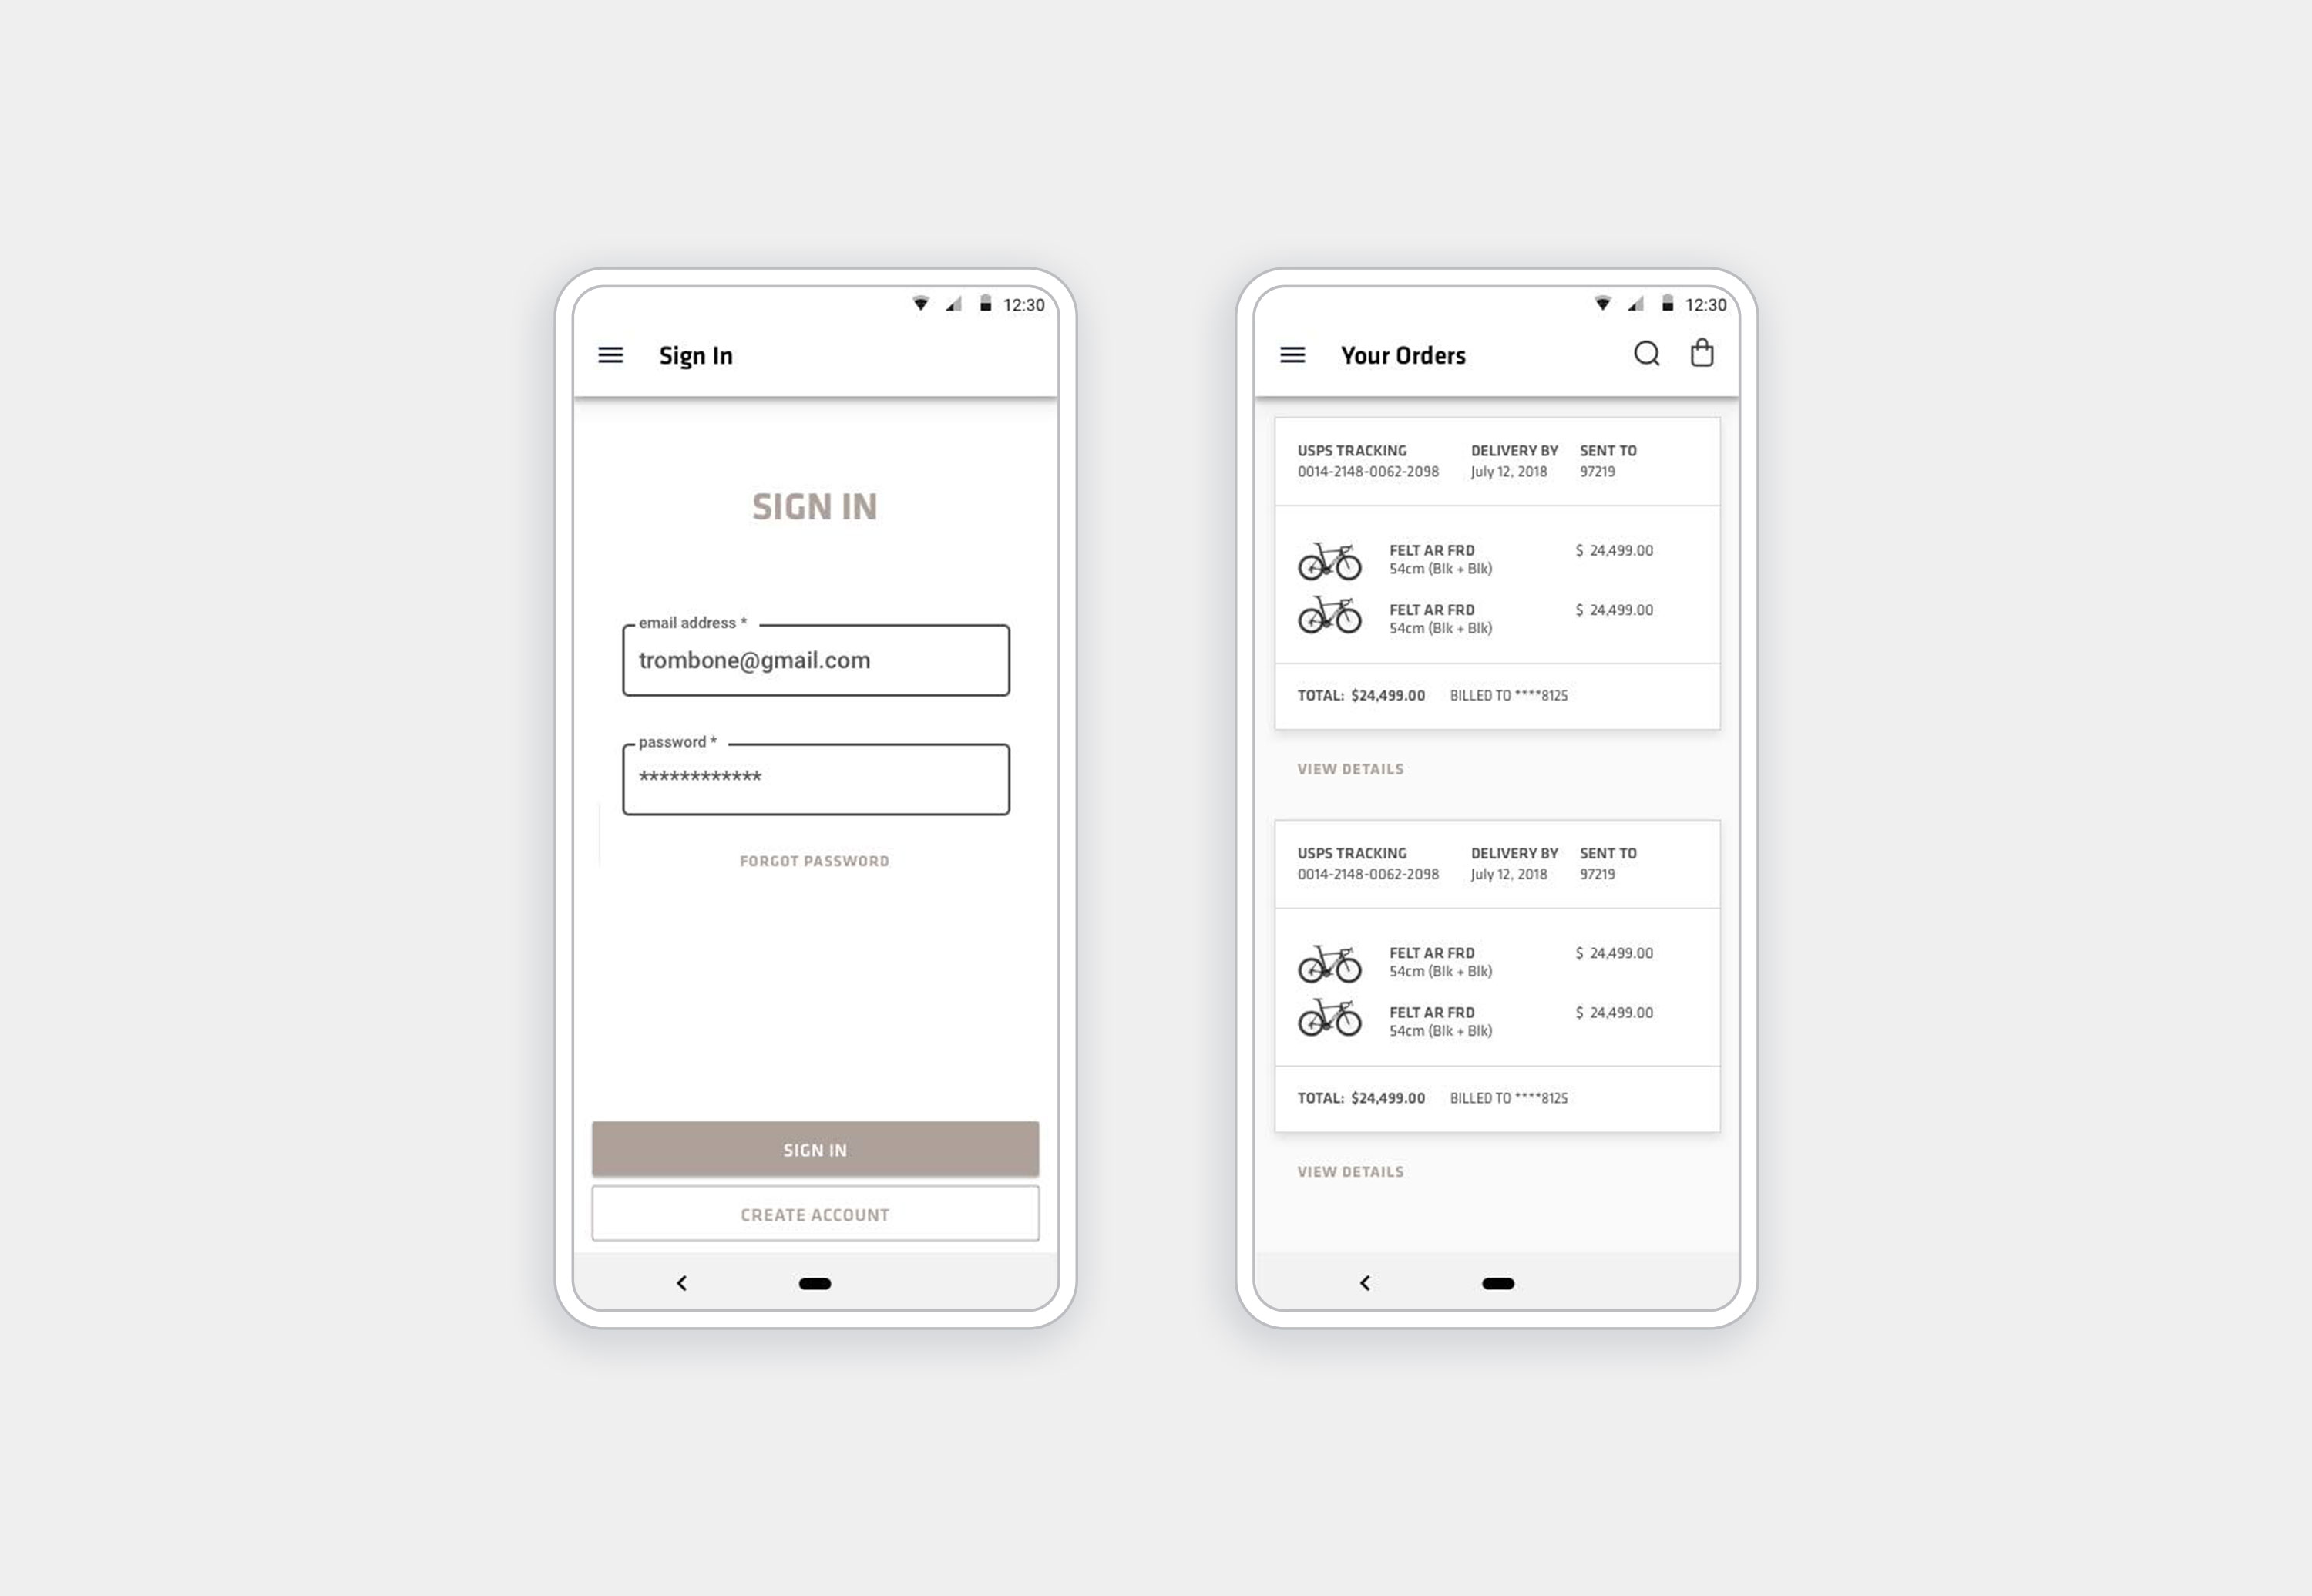 12:30
Sign In
SIGN IN
email address *
trombone@gmail.com
password *
************
FORGOT PASSWORD
SIGN IN
CREATE ACCOUNT
12:30
Your Orders
USPS TRACKING DELIVERY BY SENT TO
0014-2148-0062-2098 July 12, 2018 97219
FELT AR FRD $ 24,499.00
54cm (Blk + Blk)
FELT AR FRD $ 24,499.00
54cm (Blk + Blk)
TOTAL: $24,499.00 BILLED TO ****8125
VIEW DETAILS
USPS TRACKING DELIVERY BY SENT TO
0014-2148-0062-2098 July 12, 2018 97219
FELT AR FRD $ 24,499.00
54cm (Blk + Blk)
FELT AR FRD $ 24,499.00
54cm (Blk + Blk)
TOTAL: $24,499.00 BILLED TO ****8125
VIEW DETAILS